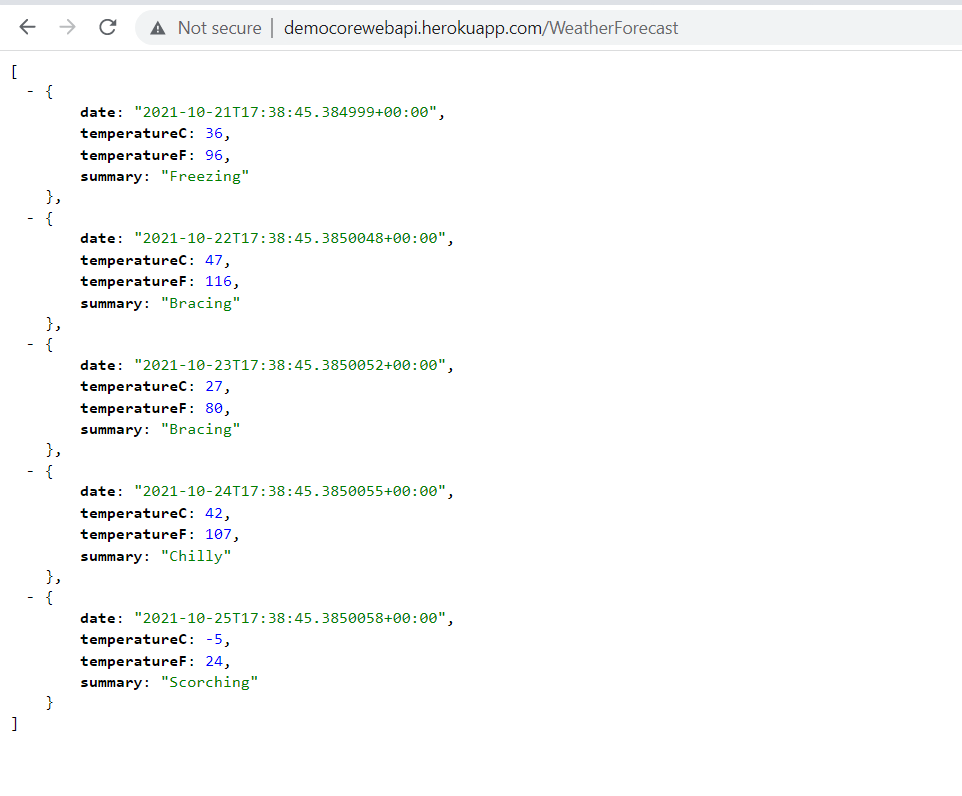 Not secure | democorewebapi.herokuapp.com/WeatherForecast
[
- {
date: "2021-10-21T17:38:45.384999+00:00",
temperatureC: 36,
temperatureF: 96,
summary: "Freezing"
},
- {
date: "2021-10-22T17:38:45.3850048+00:00",
temperatureC: 47,
temperatureF: 116,
summary: "Bracing"
},
- {
date: "2021-10-23T17:38:45.3850052+00:00",
temperatureC: 27,
temperatureF: 80,
summary: "Bracing"
},
- {
date: "2021-10-24T17:38:45.3850055+00:00",
temperatureC: 42,
temperatureF: 107,
summary: "Chilly"
},
- {
date: "2021-10-25T17:38:45.3850058+00:00",
temperatureC: -5,
temperatureF: 24,
summary: "Scorching"
}
]